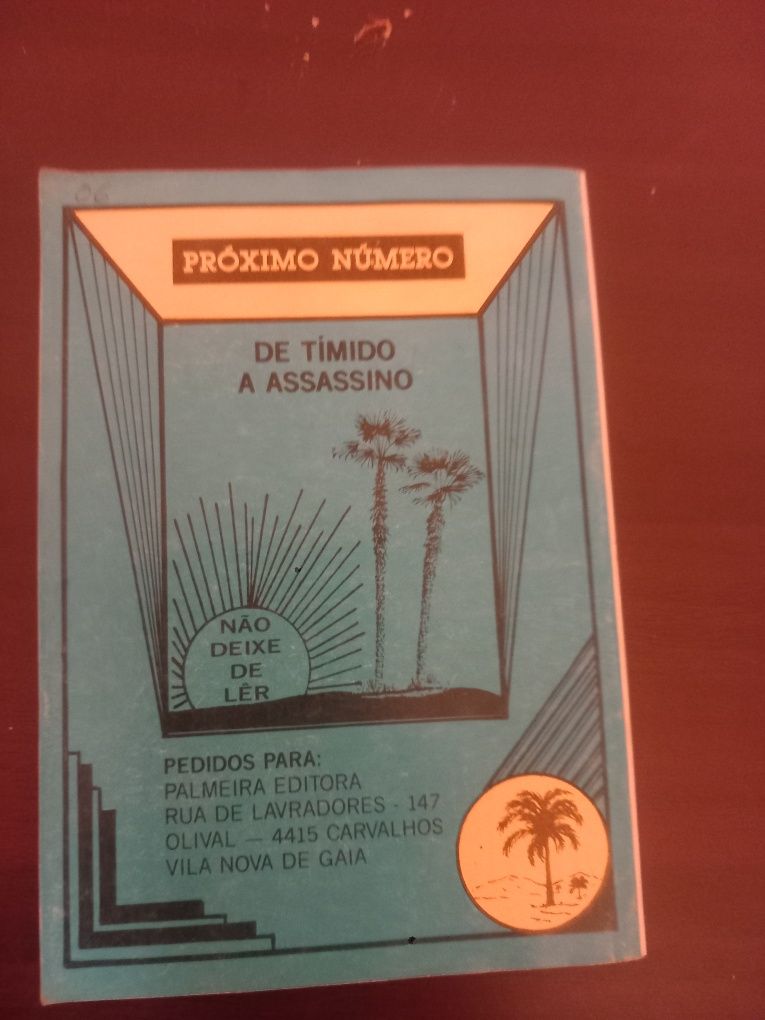 06
PRÓXIMO NÚMERO
DE TÍMIDO
A ASSASSINO
NÃO
DEIXE
DE
LÊR
PEDIDOS PARA:
PALMEIRA EDITORA
RUA DE LAVRADORES - 147
OLIVAL — 4415 CARVALHOS
VILA NOVA DE GAIA